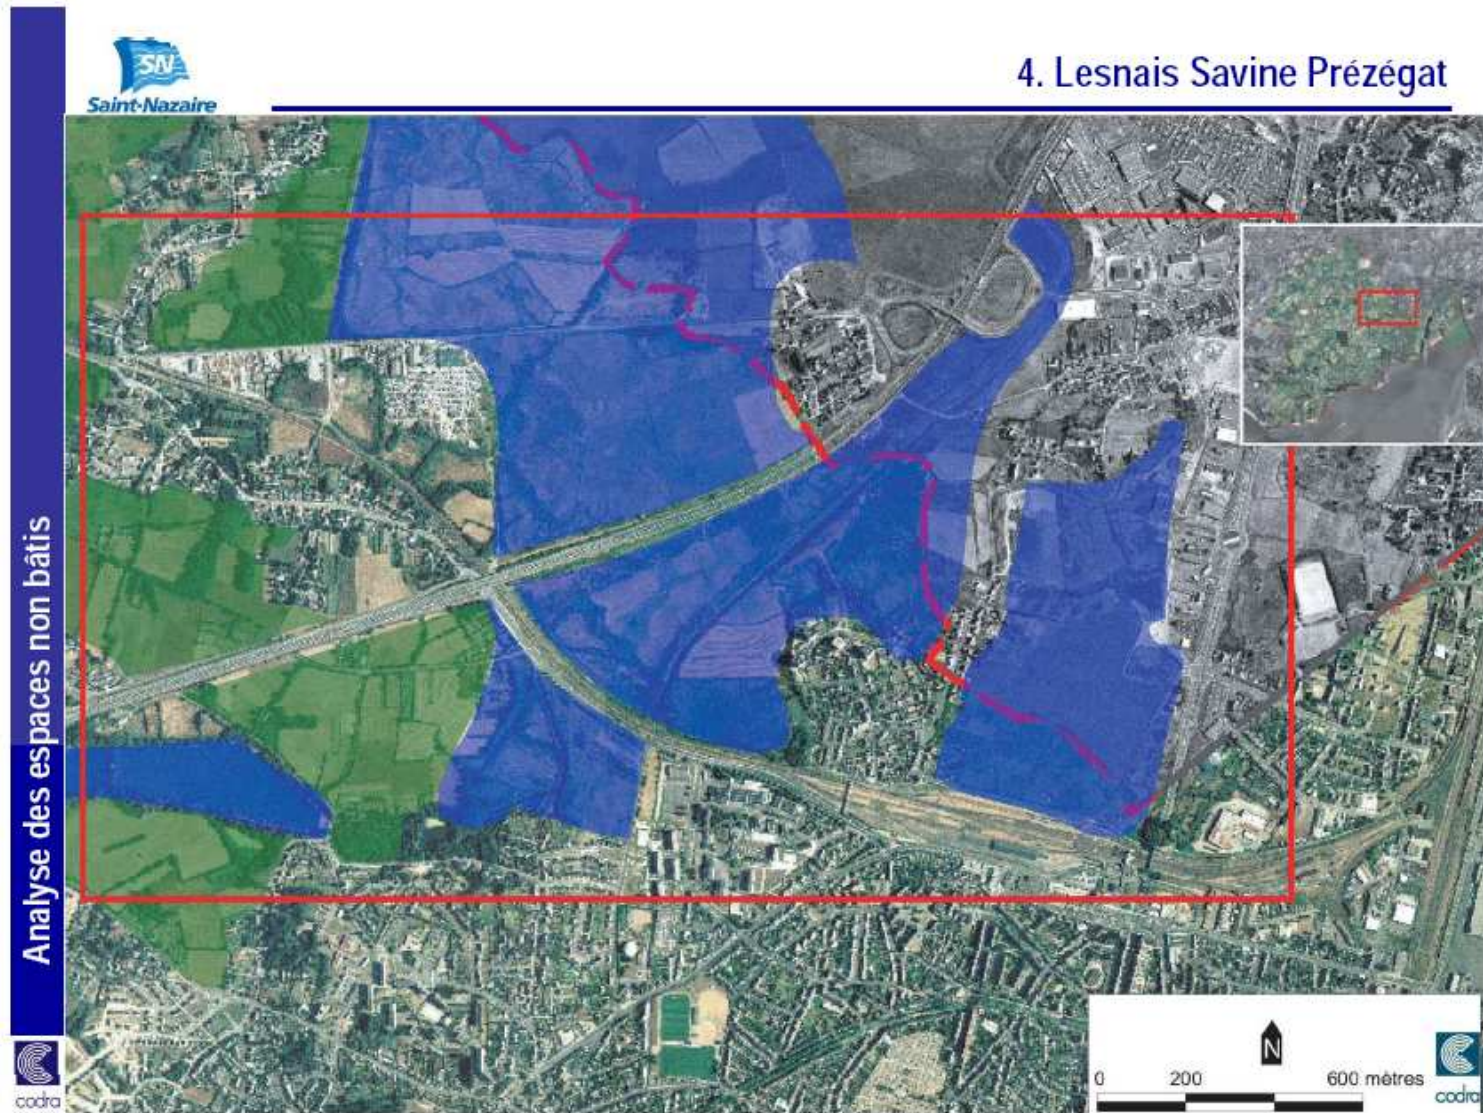 SN
Saint-Nazaire
4. Lesnais Savine Prézégat
Analyse des espaces non bâtis
N
0 200 600 mètres
codra
codra